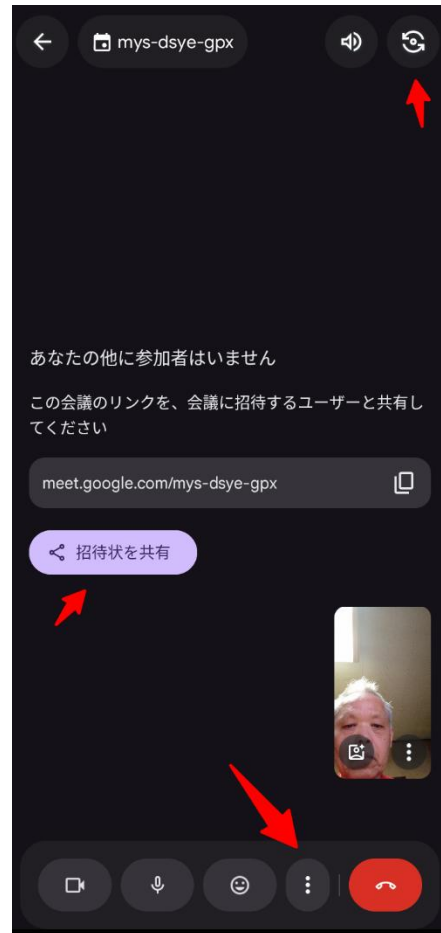 mys-dsye-gpx
あなたの他に参加者はいません
この会議のリンクを、会議に招待するユーザーと共有し
てください
meet.google.com/mys-dsye-gpx
招待状を共有